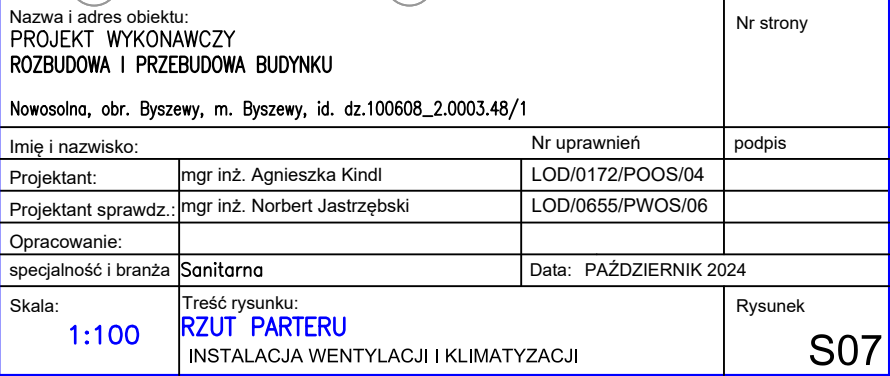 Nazwa i adres obiektu:
Nr strony
PROJEKT WYKONAWCZY
ROZBUDOWA I PRZEBUDOWA BUDYNKU
Nowosolna, obr. Byszewy, m. Byszewy, id. dz.100608_2.0003.48/1
Imię i nazwisko: Nr uprawnień podpis
Projektant: mgr inż. Agnieszka Kindl LOD/0172/POOS/04
Projektant sprawdz.: mgr inż. Norbert Jastrzębski LOD/0655/PWOS/06
Opracowanie:
specjalność i branża Sanitarna Data: PAŹDZIERNIK 2024
Skala: Treść rysunku: Rysunek
1:100 RZUT PARTERU
INSTALACJA WENTYLACJI I KLIMATYZACJI S07